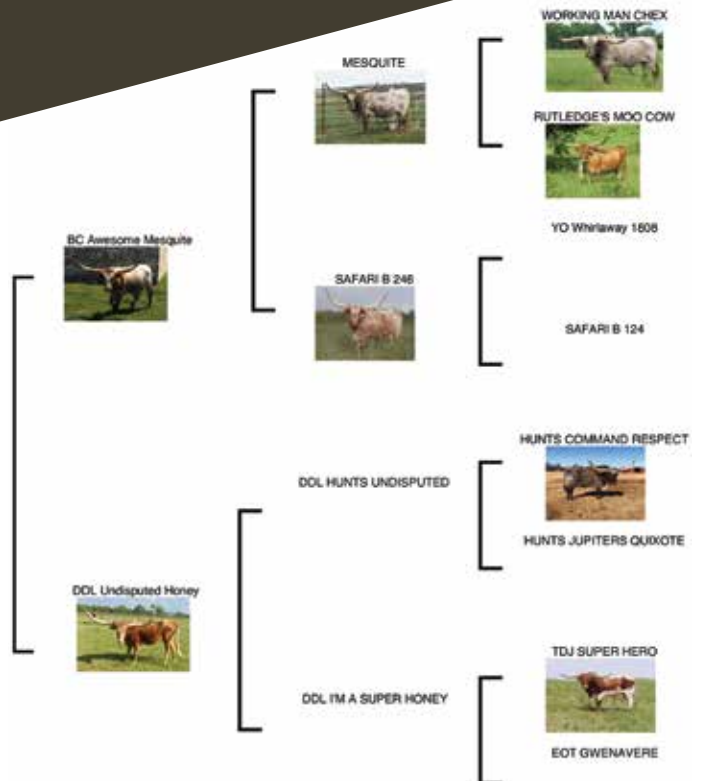 WORKING MAN CHEX
MESQUITE
RUTLEDGE'S MOO COW
BC Awesome Mesquite
YO Whirlaway 1608
SAFARI B 246
SAFARI B 124
HUNTS COMMAND RESPECT
DDL HUNTS UNDISPUTED
HUNTS JUPITERS QUIXOTE
DDL Undisputed Honey
TDJ SUPER HERO
DDL I'M A SUPER HONEY
EOT GWENAVERE